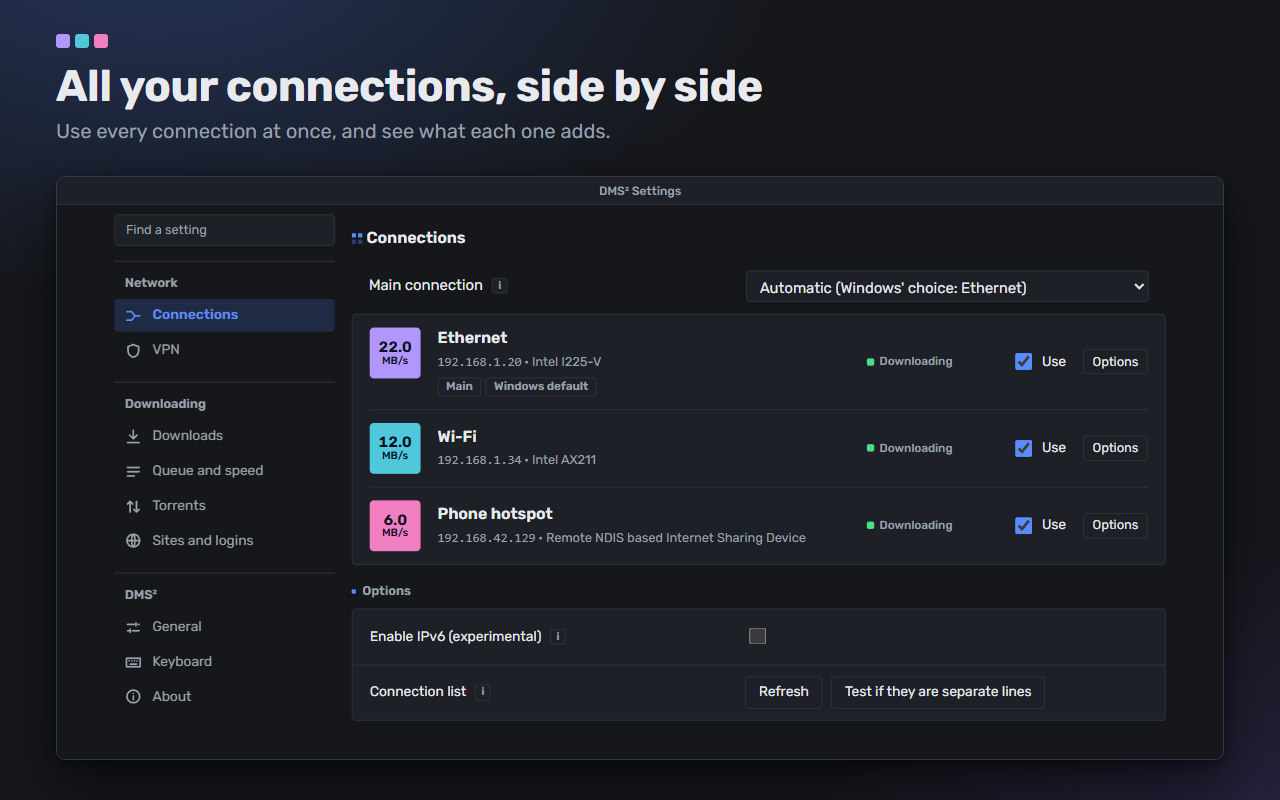 All your connections, side by side
Use every connection at once, and see what each one adds.
DMS² Settings
Find a setting
Network
Connections
VPN
Downloading
Downloads
Queue and speed
Torrents
Sites and logins
DMS²
General
Keyboard
About
Connections
Main connection i
Automatic (Windows' choice: Ethernet)
22.0 MB/s
Ethernet
192.168.1.20 • Intel I225-V
Main Windows default
Downloading
Use
Options
12.0 MB/s
Wi-Fi
192.168.1.34 • Intel AX211
Downloading
Use
Options
6.0 MB/s
Phone hotspot
192.168.42.129 • Remote NDIS based Internet Sharing Device
Downloading
Use
Options
Options
Enable IPv6 (experimental) i
Connection list i
Refresh
Test if they are separate lines